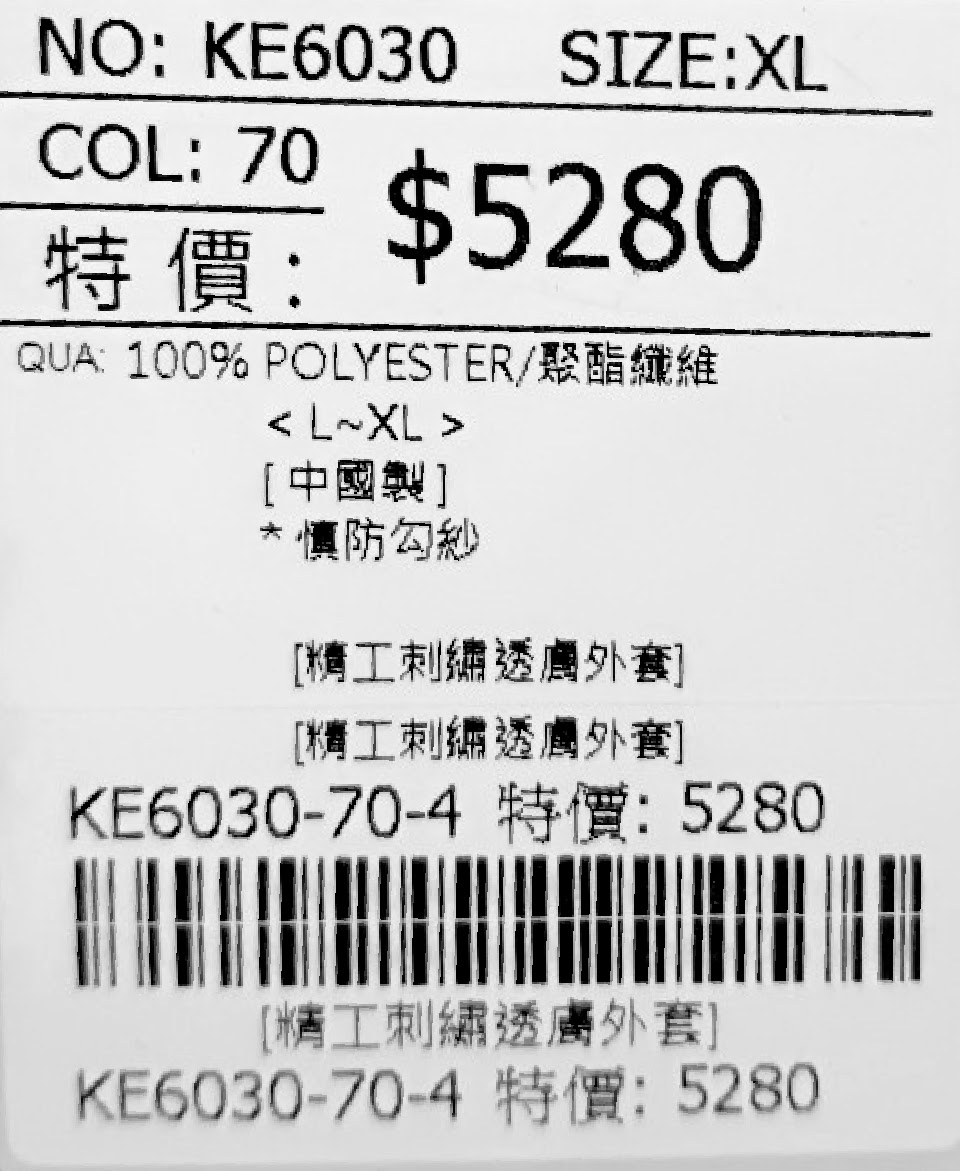 NO: KE6030 SIZE:XL
COL: 70
特價: $5280
QUA: 100% POLYESTER/聚酯纖維
< L~XL >
[中國製]
*慎防勾紗
[精工刺繡透膚外套]
[精工刺繡透膚外套]
KE6030-70-4 特價: 5280
[精工刺繡透膚外套]
KE6030-70-4 特價: 5280